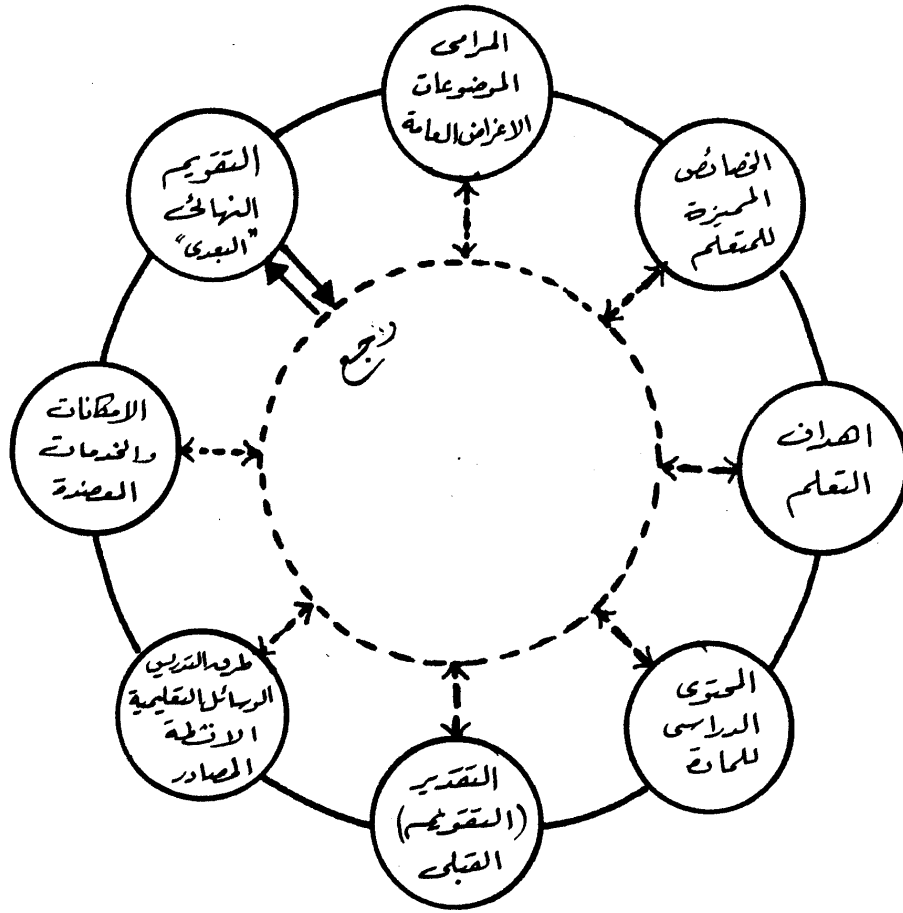 المرامى
الموضوعات
الاغراض العامة
الخصائص
المميزة
للمتعلم
اهداف
التعلم
المحتوى
الدراسى
للمادة
التقدير
(التقويم)
القبلى
طرق التدريس
الوسائل التعليمية
الانشطة
المصادر
الامكانات
والخدمات
المعضدة
التقويم
النهائى
"البعدى"
راجع